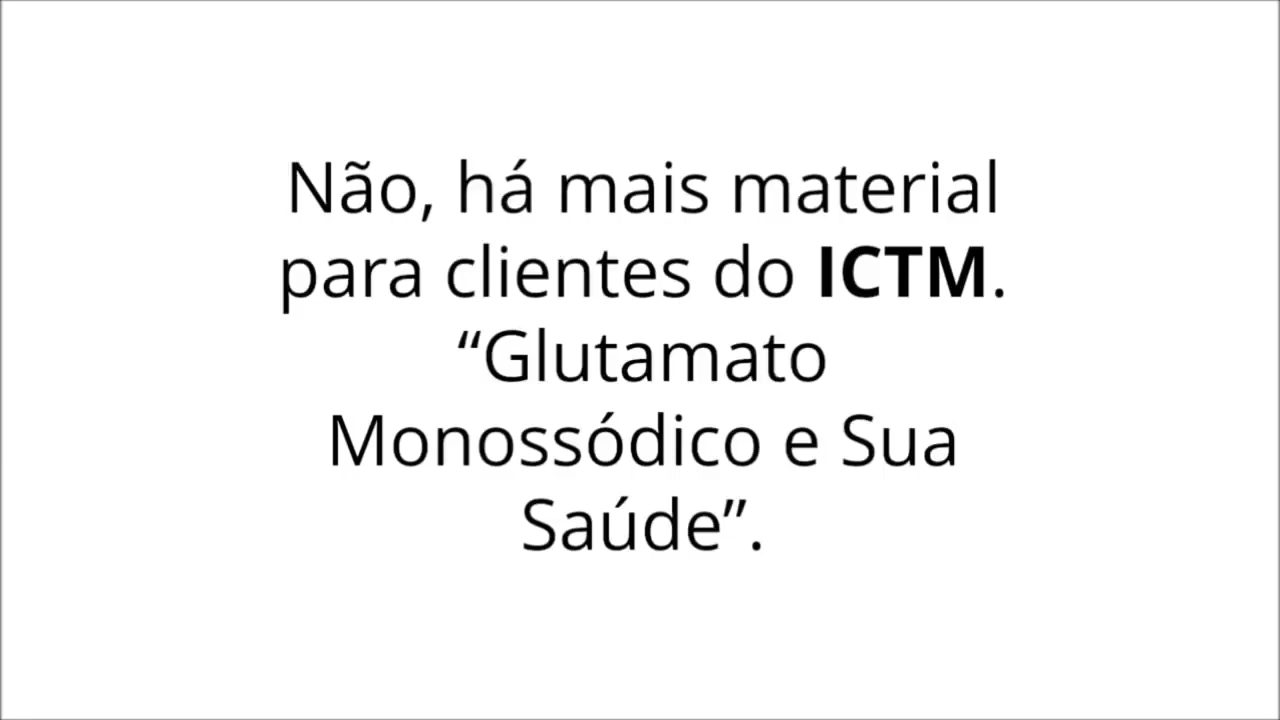 Não, há mais material
para clientes do ICTM.
“Glutamato
Monossódico e Sua
Saúde”.